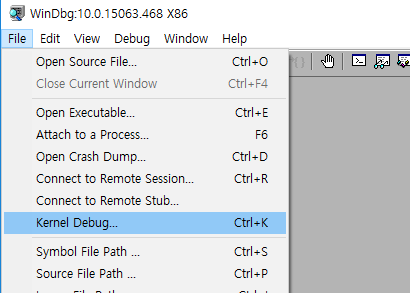 WinDbg:10.0.15063.468 X86
File Edit View Debug Window Help
Open Source File... Ctrl+O
Close Current Window Ctrl+F4
Open Executable... Ctrl+E
Attach to a Process... F6
Open Crash Dump... Ctrl+D
Connect to Remote Session... Ctrl+R
Connect to Remote Stub...
Kernel Debug... Ctrl+K
Symbol File Path ... Ctrl+S
Source File Path ... Ctrl+P